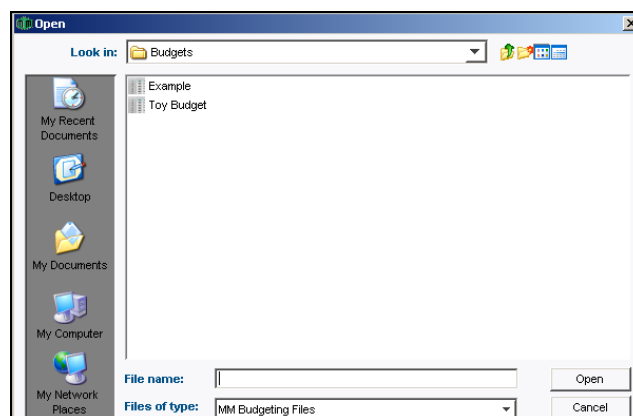 Open
Look in: Budgets
Example
Toy Budget
My Recent
Documents
Desktop
My Documents
My Computer
My Network
Places
File name: Open
Files of type: MM Budgeting Files Cancel